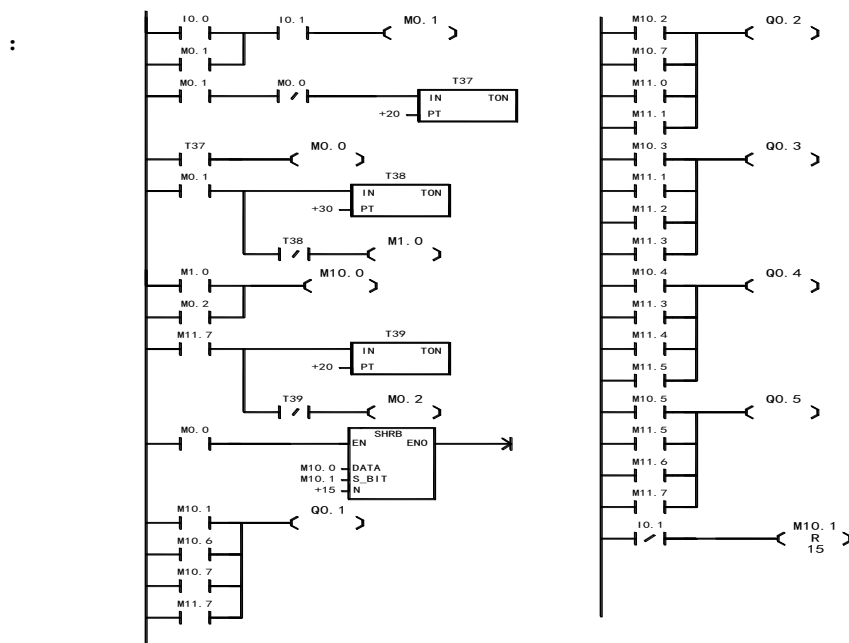 :
I0.0 I0.1 M0.1
M0.1
M0.1 M0.0 T37
IN TON
+20 PT
T37 M0.0
M0.1 T38
IN TON
+30 PT
T38 M1.0
M1.0 M10.0
M0.2
M11.7 T39
IN TON
+20 PT
T39 M0.2
M0.0 SHRB
EN ENO
M10.0 DATA
M10.1 S_BIT
+15 N
M10.1 Q0.1
M10.6
M10.7
M11.7
M10.2 Q0.2
M10.7
M11.0
M11.1
M10.3 Q0.3
M11.1
M11.2
M11.3
M10.4 Q0.4
M11.3
M11.4
M11.5
M10.5 Q0.5
M11.5
M11.6
M11.7
I0.1 M10.1
R
15